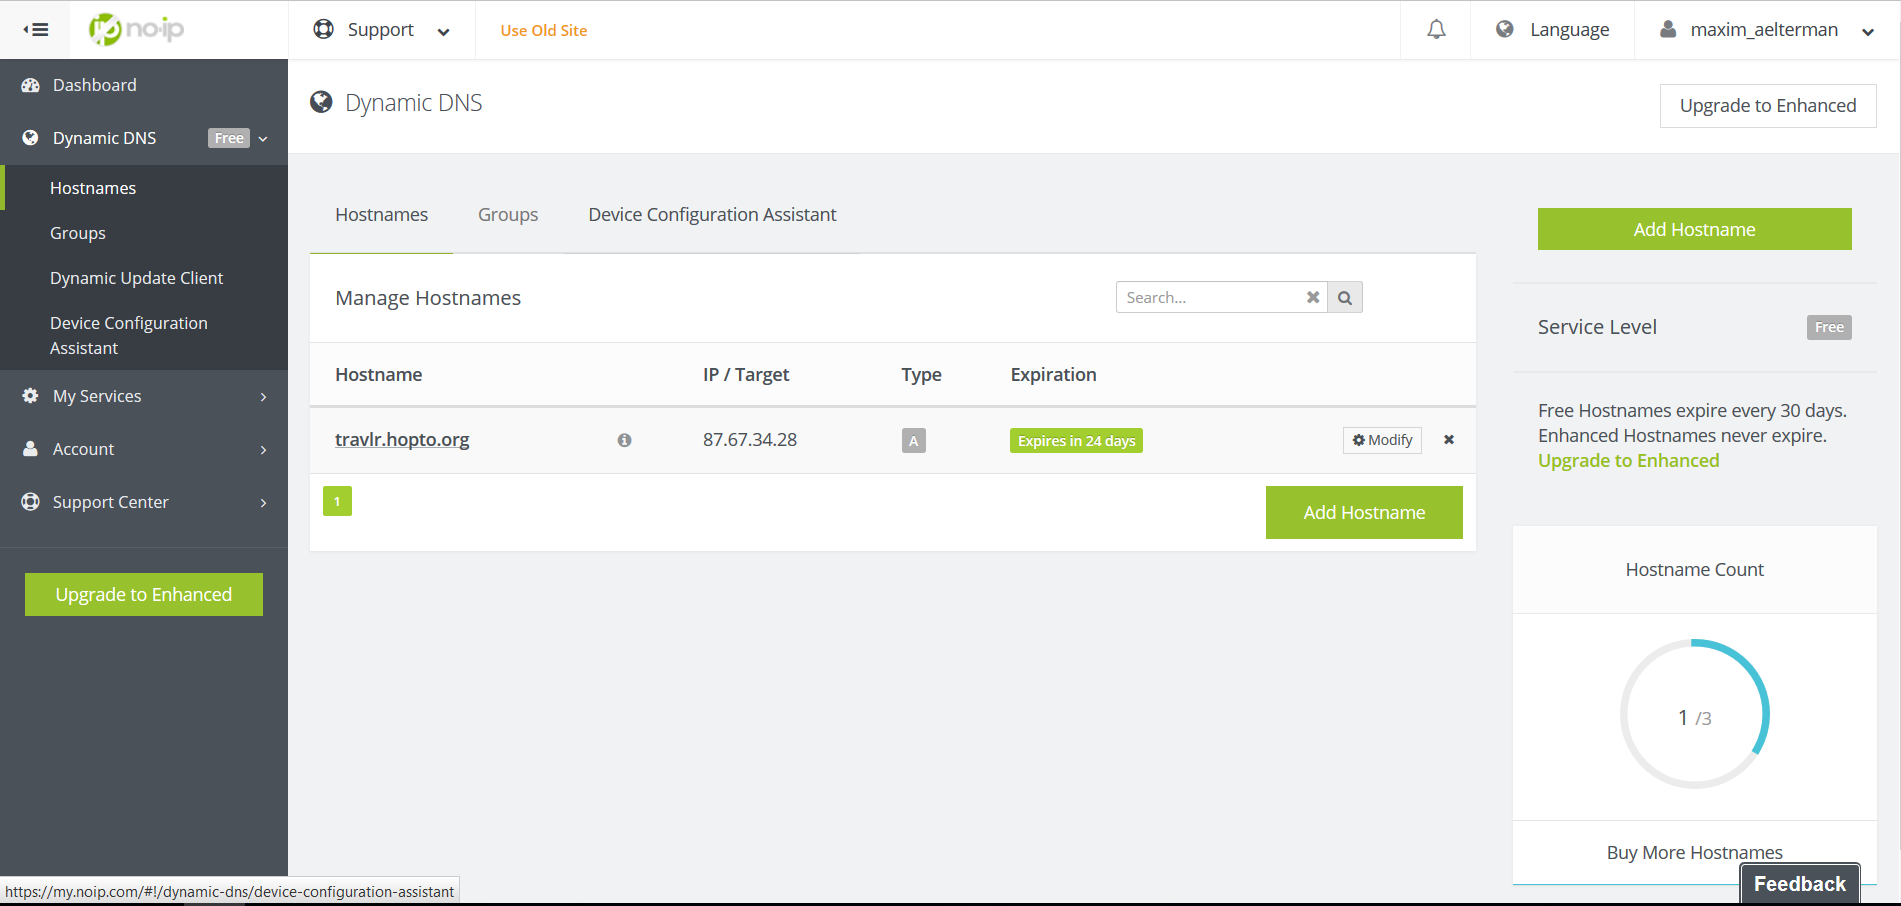 no-ip
Support
Use Old Site
Language
maxim_aelterman
Dashboard
Dynamic DNS Free
Hostnames
Groups
Dynamic Update Client
Device Configuration
Assistant
My Services
Account
Support Center
Upgrade to Enhanced
Dynamic DNS
Upgrade to Enhanced
Hostnames Groups Device Configuration Assistant
Manage Hostnames
Search...
Hostname IP / Target Type Expiration
travlr.hopto.org 87.67.34.28 A Expires in 24 days Modify
1
Add Hostname
Add Hostname
Service Level Free
Free Hostnames expire every 30 days.
Enhanced Hostnames never expire.
Upgrade to Enhanced
Hostname Count
1 /3
Buy More Hostnames
Feedback
https://my.noip.com/#!/dynamic-dns/device-configuration-assistant